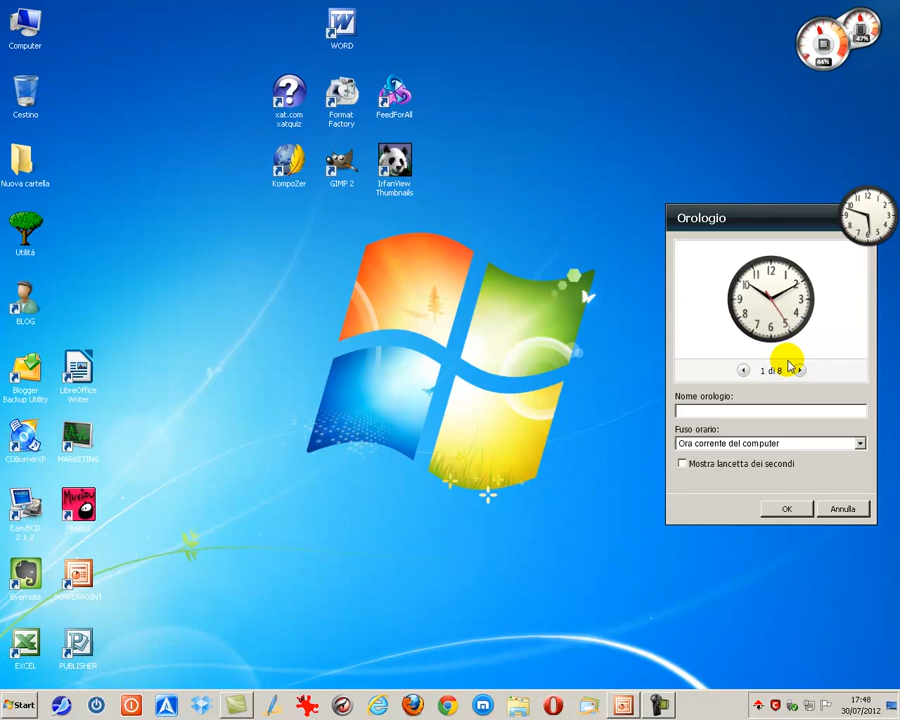 Computer
WORD
44%
47%
Cestino
xat.com
xatquiz
Format
Factory
FeedForAll
Nuova cartella
KompoZer
GIMP 2
IrfanView
Thumbnails
Utilità
BLOG
Blogger
Backup Utility
LibreOffice
Writer
CDBurnerXP
MARKETING
EasyBCD
2.1.2
Evernote
POWERPOINT
EXCEL
PUBLISHER
Orologio
1 di 8
Nome orologio:
Fuso orario:
Ora corrente del computer
Mostra lancetta dei secondi
OK
Annulla
Start
17:48
30/07/2012